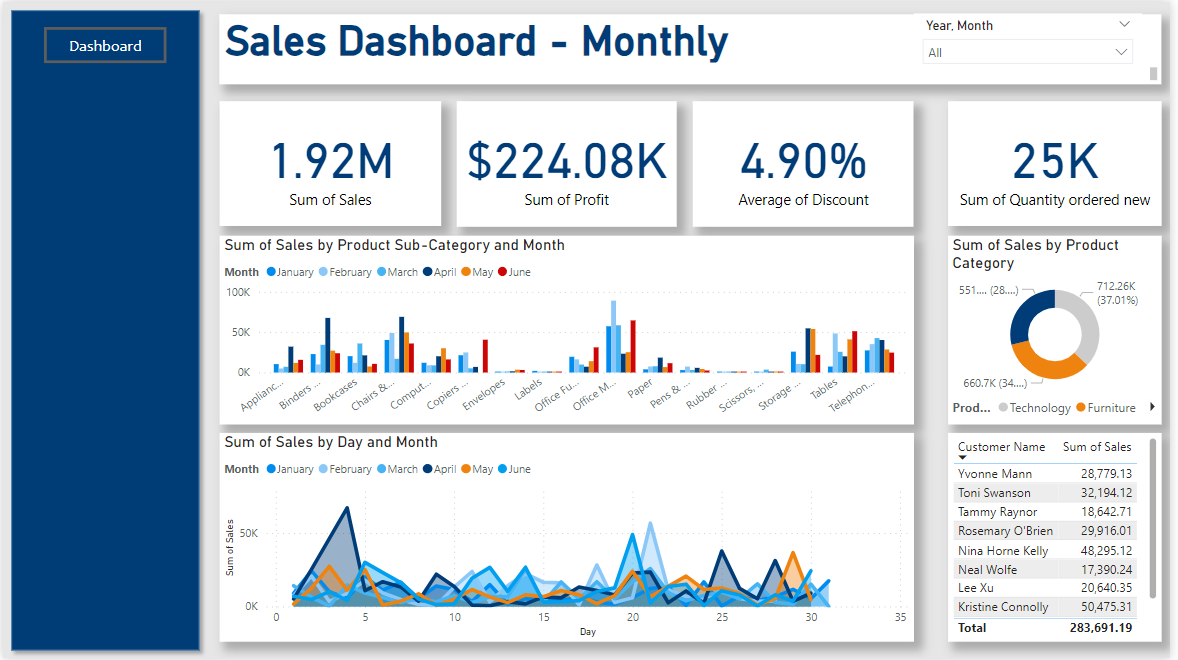 Dashboard
Sales Dashboard - Monthly
Year, Month
All
1.92M
Sum of Sales
$224.08K
Sum of Profit
4.90%
Average of Discount
25K
Sum of Quantity ordered new
Sum of Sales by Product Sub-Category and Month
Month January February March April May June
100K
50K
0K
Applianc...
Binders ...
Bookcases
Chairs &...
Comput...
Copiers ...
Envelopes
Labels
Office Fu...
Office M...
Paper
Pens & ...
Rubber ...
Scissors, ...
Storage ...
Tables
Telephon...
Sum of Sales by Product
Category
551.... (28....)
712.26K
(37.01%)
660.7K (34....)
Prod... Technology Furniture
Sum of Sales by Day and Month
Month January February March April May June
Sum of Sales
50K
0K
0 5 10 15 20 25 30 35
Day
Customer Name Sum of Sales
Yvonne Mann 28,779.13
Toni Swanson 32,194.12
Tammy Raynor 18,642.71
Rosemary O'Brien 29,916.01
Nina Horne Kelly 48,295.12
Neal Wolfe 17,390.24
Lee Xu 20,640.35
Kristine Connolly 50,475.31
Total 283,691.19